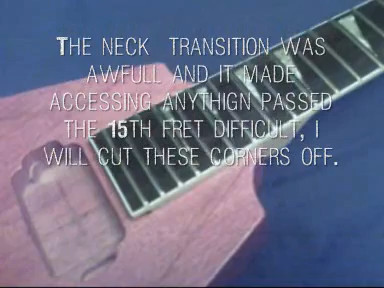 The neck transition was
awfull and it made
accessing anythign passed
the 15th fret difficult, I
will cut these corners off.